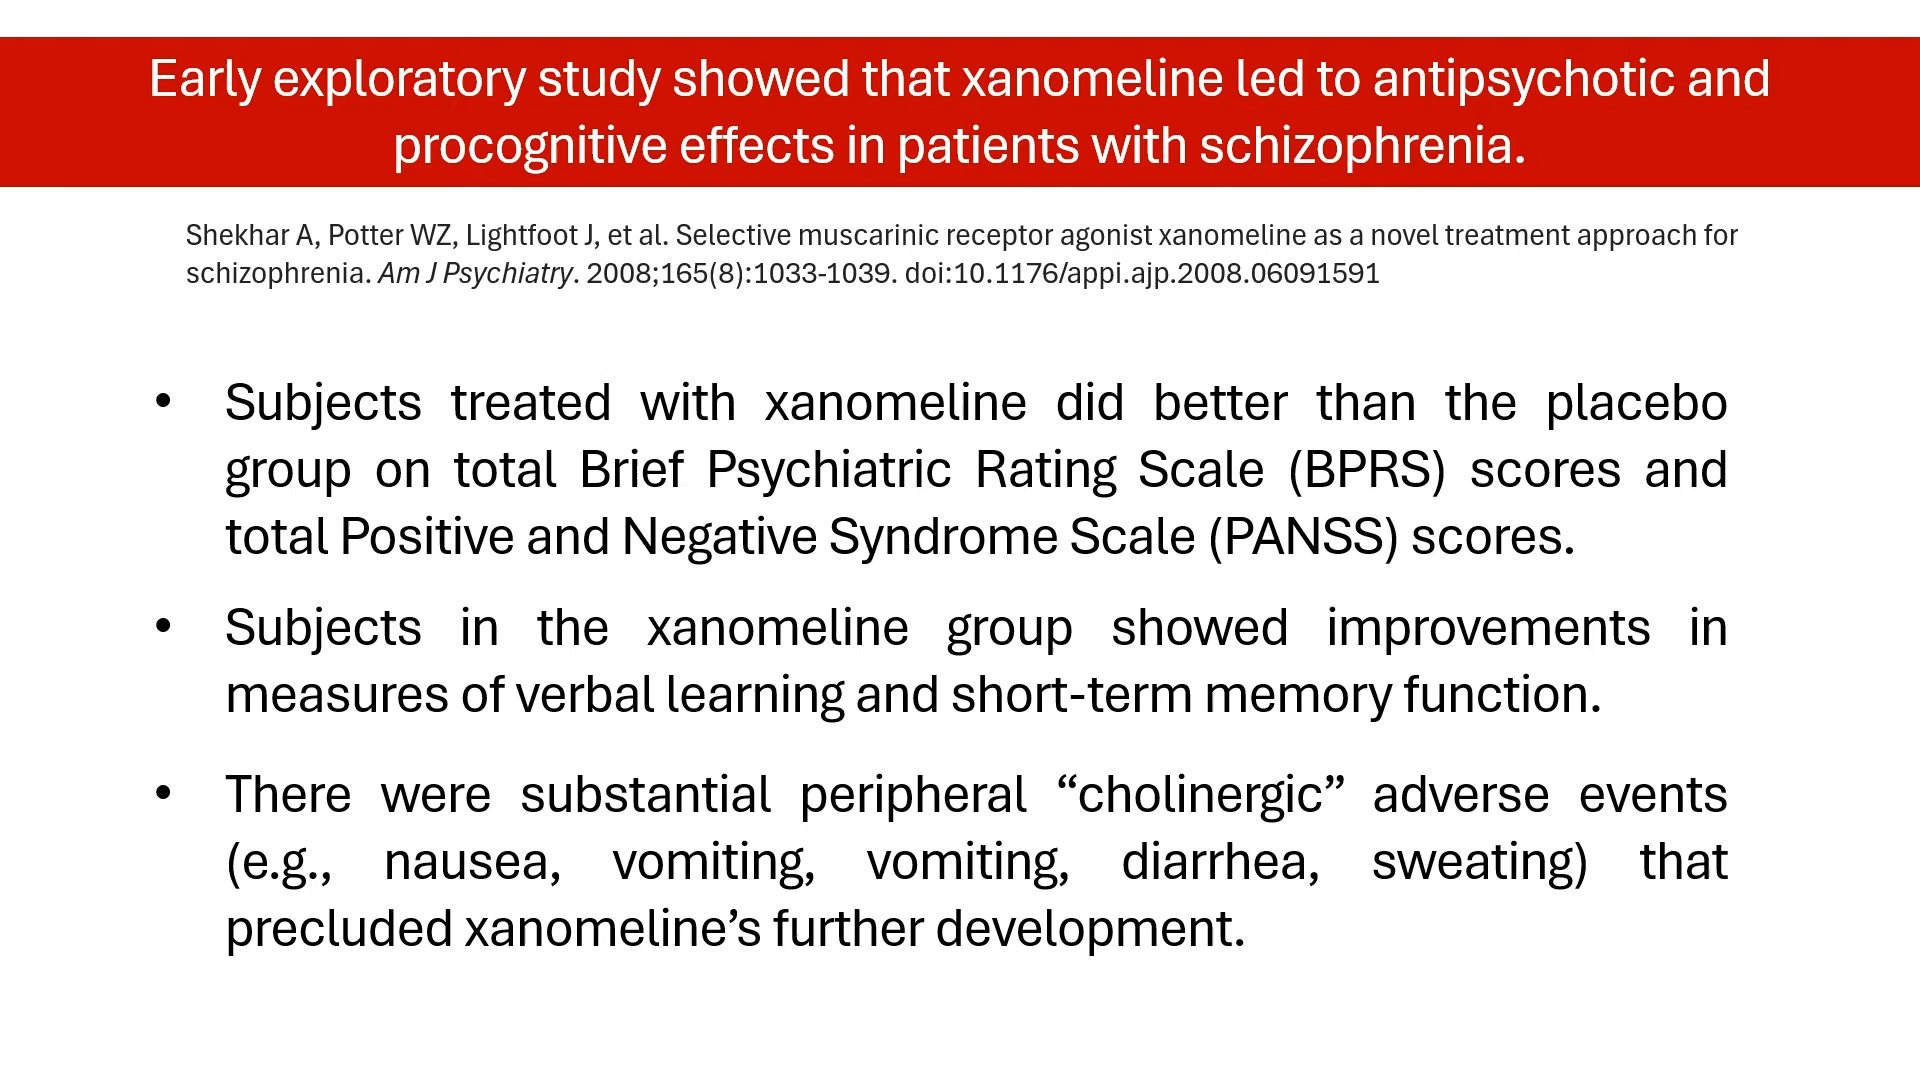 Early exploratory study showed that xanomeline led to antipsychotic and
procognitive effects in patients with schizophrenia.
Shekhar A, Potter WZ, Lightfoot J, et al. Selective muscarinic receptor agonist xanomeline as a novel treatment approach for
schizophrenia. Am J Psychiatry. 2008;165(8):1033-1039. doi:10.1176/appi.ajp.2008.06091591
• Subjects treated with xanomeline did better than the placebo
group on total Brief Psychiatric Rating Scale (BPRS) scores and
total Positive and Negative Syndrome Scale (PANSS) scores.
• Subjects in the xanomeline group showed improvements in
measures of verbal learning and short-term memory function.
• There were substantial peripheral “cholinergic” adverse events
(e.g., nausea, vomiting, vomiting, diarrhea, sweating) that
precluded xanomeline’s further development.